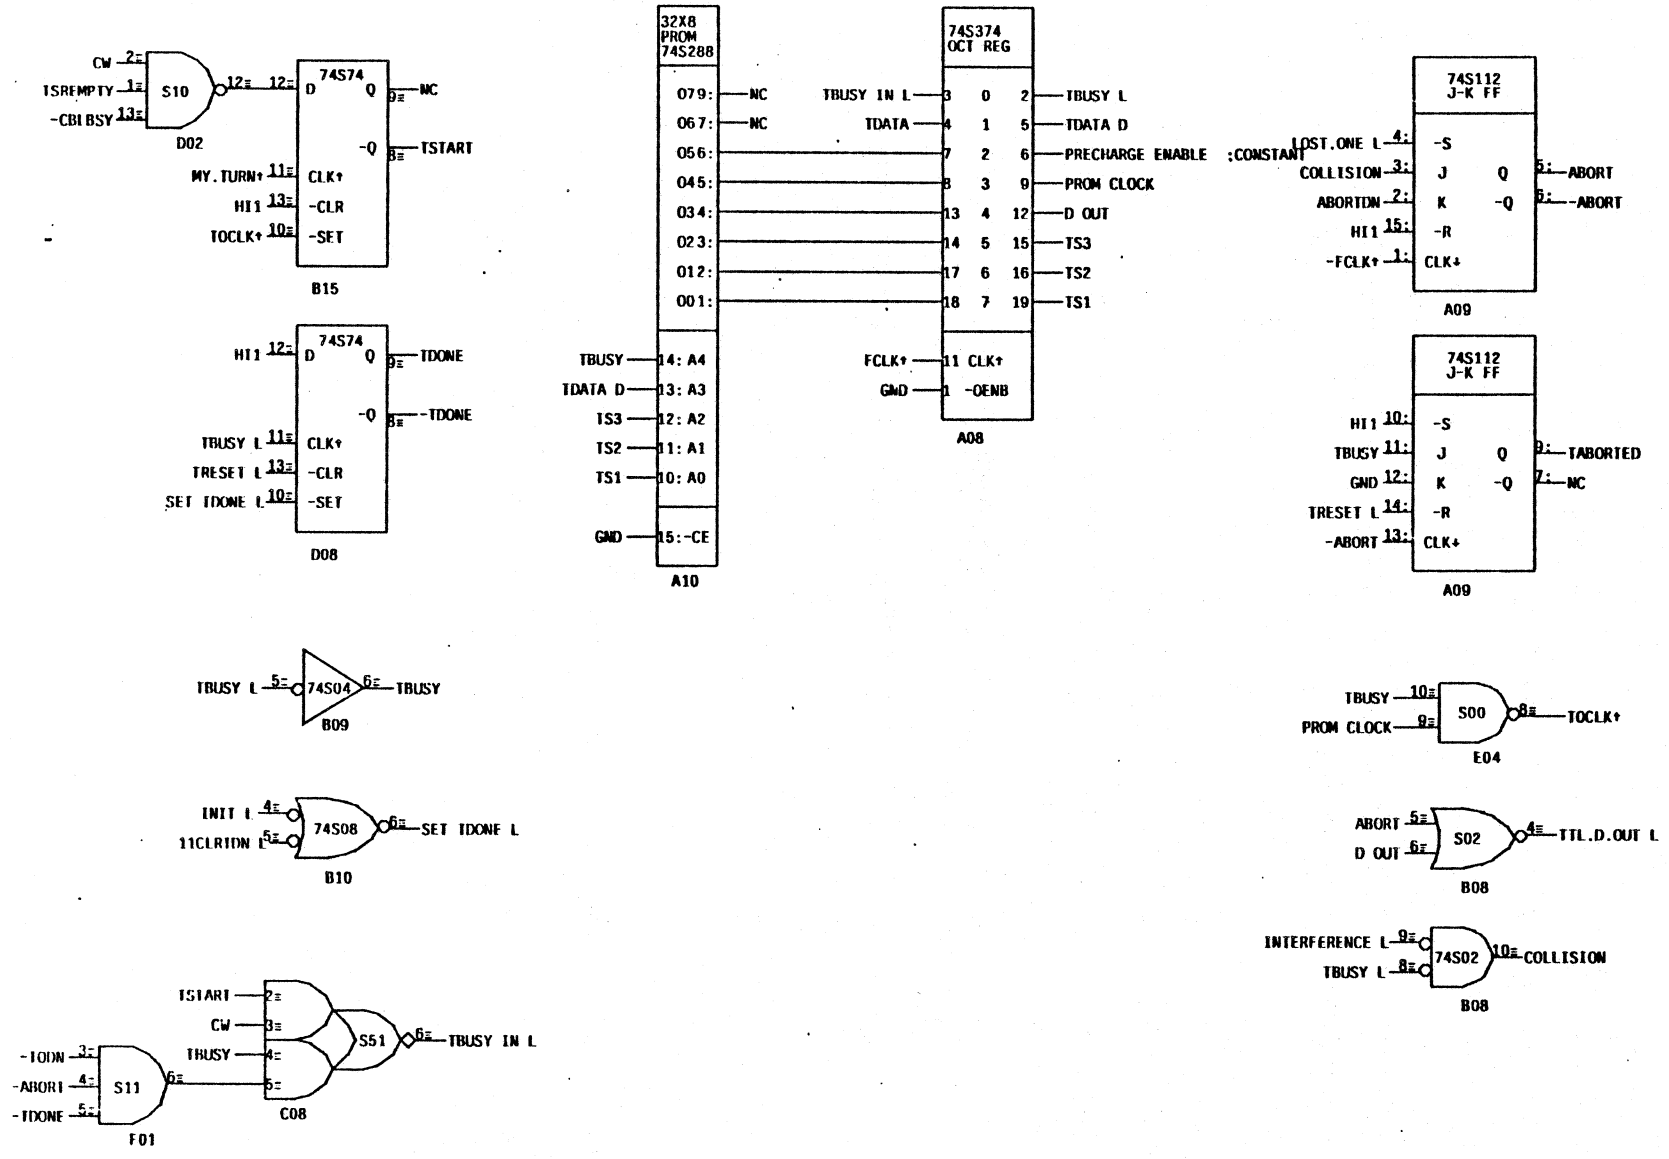 CW 2=
TSREMPTY 1=
-CBLBSY 13=
S10
12=
D02
12=
74S74
D Q
9= NC
-Q
8= TSTART
MY.TURN↑ 11= CLK↑
HI1 13= -CLR
TOCLK↑ 10= -SET
B15
74S74
HI1 12= D Q 9= TDONE
-Q 8= -TDONE
TBUSY L 11= CLK↑
TRESET L 13= -CLR
SET TDONE L 10= -SET
D08
TBUSY L 5= 74S04 6= TBUSY
B09
INIT L 4=
11CLRTDN L 5=
74S08 6= SET TDONE L
B10
TSTART 2=
CW 3=
TBUSY 4=
5=
S51 6= TBUSY IN L
C08
-TODN 3=
-ABORT 4=
-TDONE 5=
S11 6=
F01
32X8
PROM
74S288
O79: NC
O67: NC
O56:
O45:
O34:
O23:
O12:
O01:
TBUSY 14: A4
TDATA D 13: A3
TS3 12: A2
TS2 11: A1
TS1 10: A0
GND 15:-CE
A10
74S374
OCT REG
TBUSY IN L 3 0 2 TBUSY L
TDATA 4 1 5 TDATA D
7 2 6 PRECHARGE ENABLE ;CONSTANT
8 3 9 PROM CLOCK
13 4 12 D OUT
14 5 15 TS3
17 6 16 TS2
18 7 19 TS1
FCLK↑ 11 CLK↑
GND 1 -OENB
A08
74S112
J-K FF
LOST.ONE L 4: -S
COLLISION 3: J Q 5: ABORT
ABORTDN 2: K -Q 6: -ABORT
HI1 15: -R
-FCLK↑ 1: CLK↓
A09
74S112
J-K FF
HI1 10: -S
TBUSY 11: J Q 9: TABORTED
GND 12: K -Q 7: NC
TRESET L 14: -R
-ABORT 13: CLK↓
A09
TBUSY 10=
PROM CLOCK 9=
S00 8= TOCLK↑
E04
ABORT 5=
D OUT 6=
S02 4= TTL.D.OUT L
B08
INTERFERENCE L 9=
TBUSY L 8=
74S02 10= COLLISION
B08